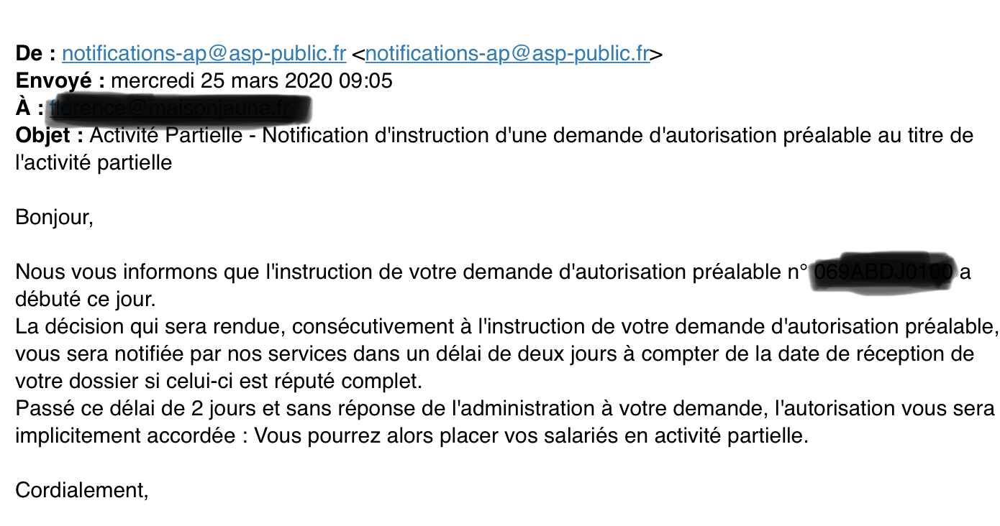 De : notifications-ap@asp-public.fr <notifications-ap@asp-public.fr>
Envoyé : mercredi 25 mars 2020 09:05
À :
Objet : Activité Partielle - Notification d'instruction d'une demande d'autorisation préalable au titre de
l'activité partielle
Bonjour,
Nous vous informons que l'instruction de votre demande d'autorisation préalable n° a
débuté ce jour.
La décision qui sera rendue, consécutivement à l'instruction de votre demande d'autorisation préalable,
vous sera notifiée par nos services dans un délai de deux jours à compter de la date de réception de
votre dossier si celui-ci est réputé complet.
Passé ce délai de 2 jours et sans réponse de l'administration à votre demande, l'autorisation vous sera
implicitement accordée : Vous pourrez alors placer vos salariés en activité partielle.
Cordialement,